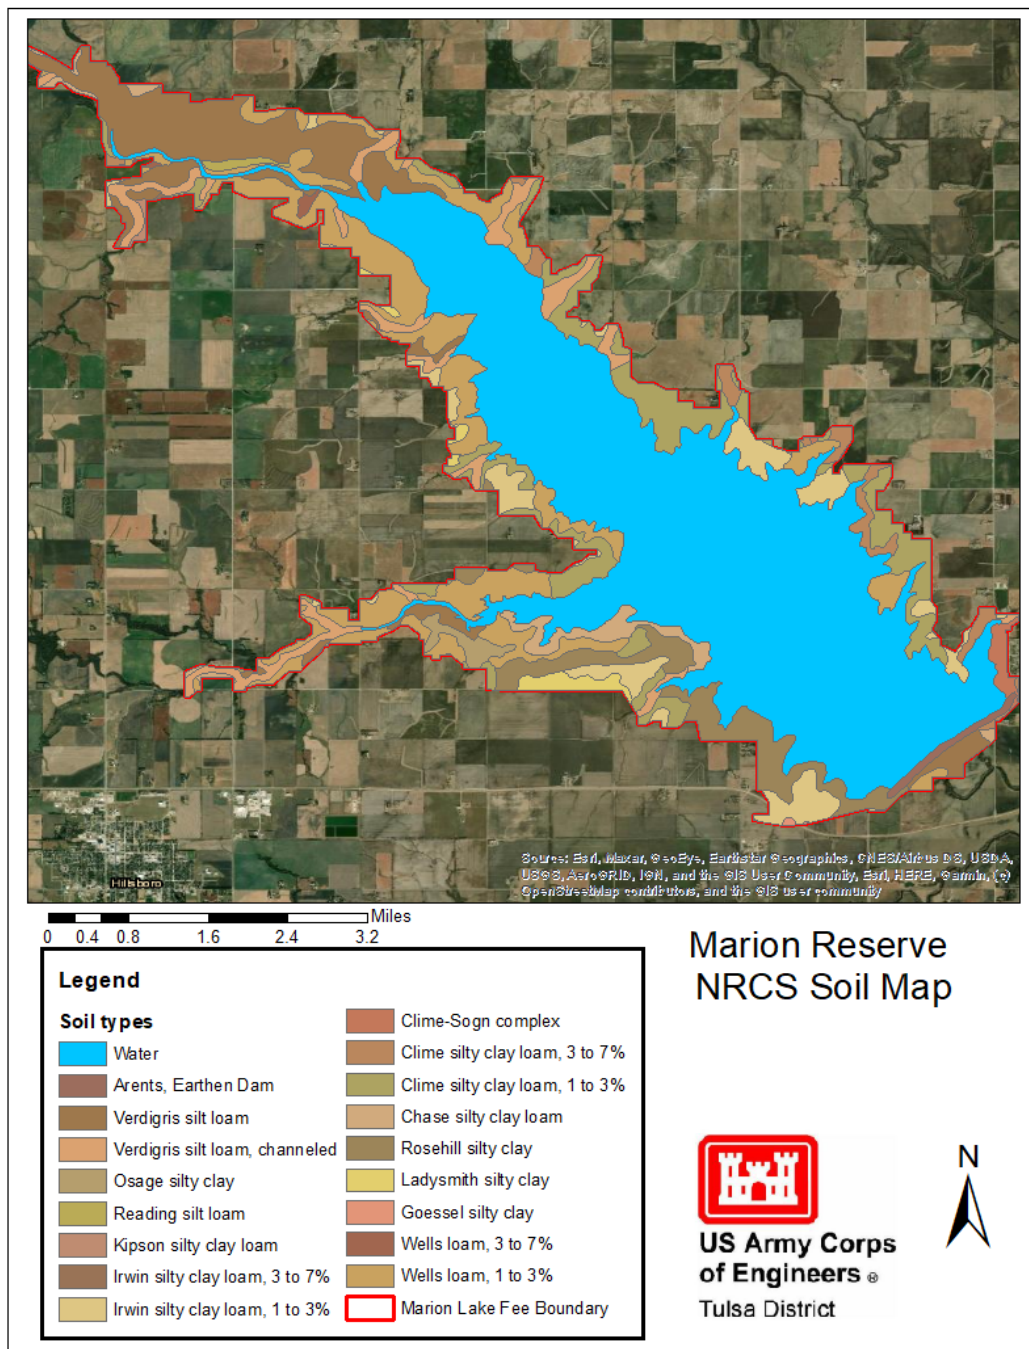 Hillsboro
Source: Esri, Maxar, GeoEye, Earthstar Geographics, CNES/Airbus DS, USDA,
USGS, AeroGRID, IGN, and the GIS User Community, Esri, HERE, Garmin, (c)
OpenStreetMap contributors, and the GIS user community
Miles
0 0.4 0.8 1.6 2.4 3.2
Marion Reserve
NRCS Soil Map
Legend
Soil types
Water
Arents, Earthen Dam
Verdigris silt loam
Verdigris silt loam, channeled
Osage silty clay
Reading silt loam
Kipson silty clay loam
Irwin silty clay loam, 3 to 7%
Irwin silty clay loam, 1 to 3%
Clime-Sogn complex
Clime silty clay loam, 3 to 7%
Clime silty clay loam, 1 to 3%
Chase silty clay loam
Rosehill silty clay
Ladysmith silty clay
Goessel silty clay
Wells loam, 3 to 7%
Wells loam, 1 to 3%
Marion Lake Fee Boundary
US Army Corps
of Engineers ®
Tulsa District
N